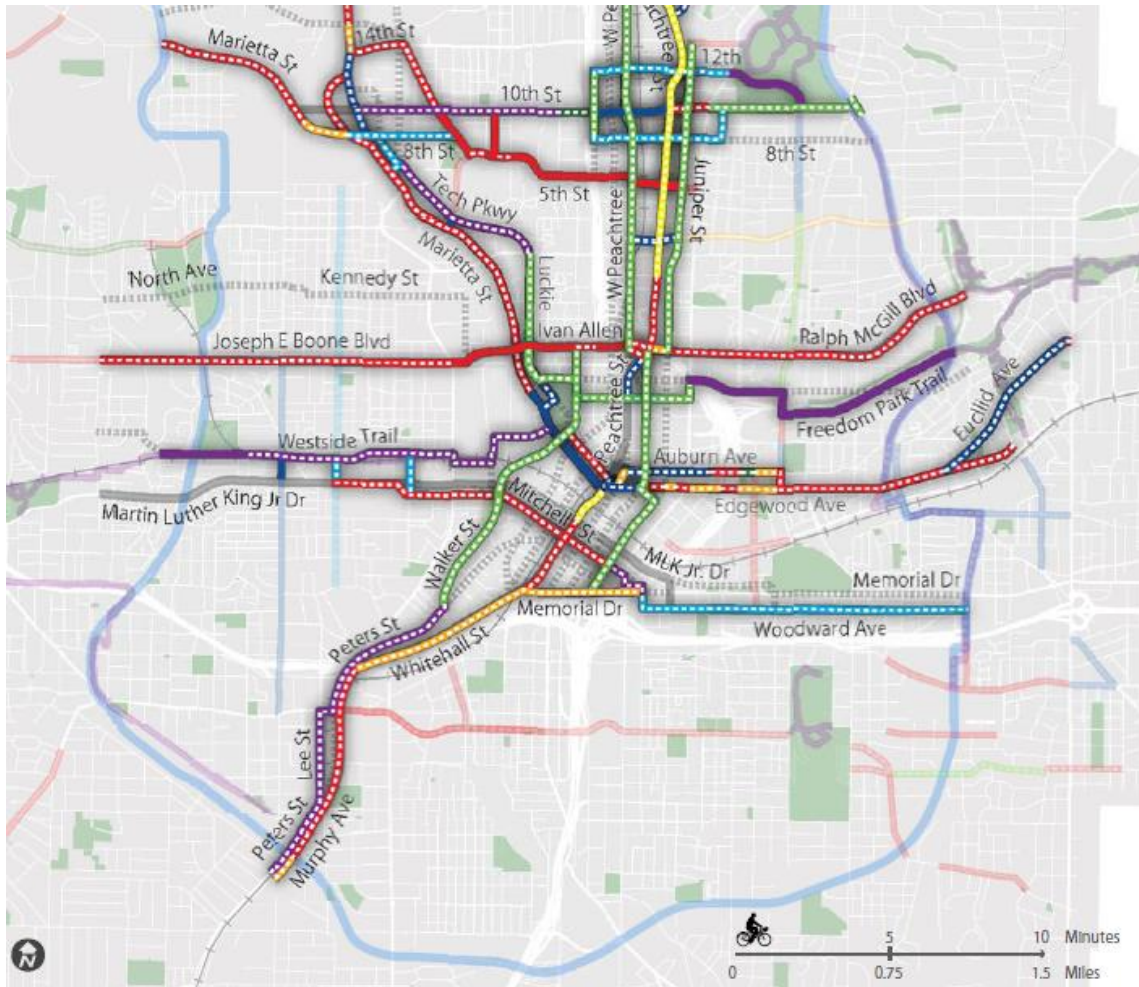 W Pe
achtree St
12th
14th St
Marietta St
10th St
8th St
8th St
5th St
Juniper St
Tech Pkwy
Marietta St
Luckie
W Peachtree
North Ave
Kennedy St
Ivan Allen
Joseph E Boone Blvd
Ralph McGill Blvd
Peachtree St
Freedom Park Trail
Euclid Ave
Westside Trail
Auburn Ave
Martin Luther King Jr Dr
Mitchell St
Edgewood Ave
Walker St
MLK Jr. Dr
Memorial Dr
Memorial Dr
Woodward Ave
Peters St
Whitehall St
Lee St
Peters St
Murphy Ave
N
5 10 Minutes
0 0.75 1.5 Miles